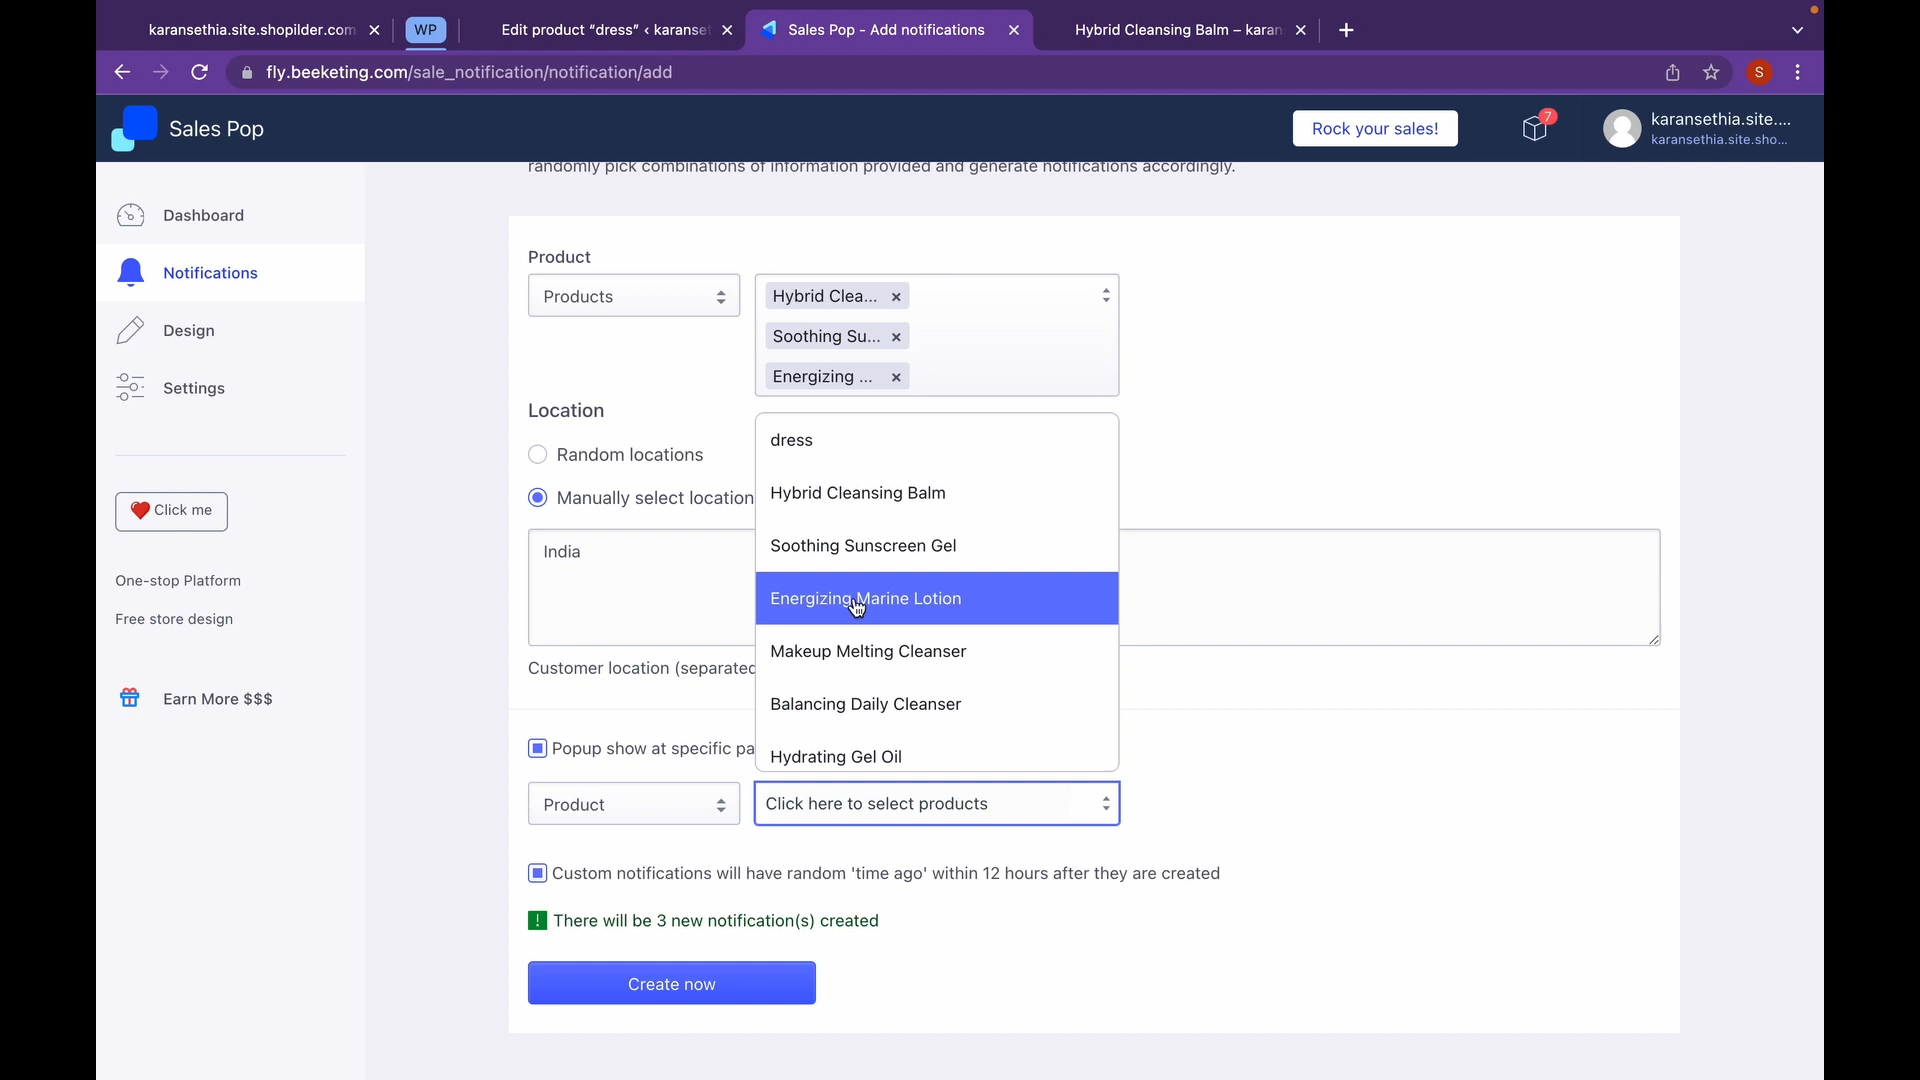 karansethia.site.shopilder.com
WP
Edit product “dress” ‹ karanset
Sales Pop - Add notifications
Hybrid Cleansing Balm – karan
fly.beeketing.com/sale_notification/notification/add
S
Sales Pop
Rock your sales!
7
karansethia.site....
karansethia.site.sho...
randomly pick combinations of information provided and generate notifications accordingly.
Dashboard
Notifications
Design
Settings
Click me
One-stop Platform
Free store design
Earn More $$$
Product
Products
Hybrid Clea... ×
Soothing Su... ×
Energizing ... ×
Location
Random locations
Manually select location
India
Customer location (separated
dress
Hybrid Cleansing Balm
Soothing Sunscreen Gel
Energizing Marine Lotion
Makeup Melting Cleanser
Balancing Daily Cleanser
Hydrating Gel Oil
Popup show at specific pa
Product
Click here to select products
Custom notifications will have random 'time ago' within 12 hours after they are created
! There will be 3 new notification(s) created
Create now